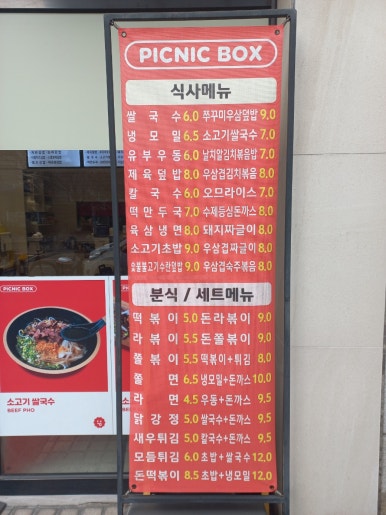 PICNIC BOX
식사메뉴
쌀국수 6.0 쭈꾸미우삼덮밥 9.0
냉모밀 6.5 소고기쌀국수 7.0
유부우동 6.0 날치알김치볶음밥 7.0
제육덮밥 8.0 우삼겹김치볶음 8.0
칼국수 6.0 오므라이스 7.0
떡만두국 7.0 수제등심돈까스 8.0
육삼냉면 8.0 돼지짜글이 8.0
소고기초밥 9.0 우삼겹짜글이 9.0
숯불불고기수란덮밥 9.0 우삼겹숙주볶음 8.0
분식 / 세트메뉴
떡볶이 5.0 돈라볶이 9.0
라볶이 5.5 돈쫄볶이 9.0
쫄볶이 5.5 떡볶이+튀김 8.0
쫄면 6.5 냉모밀+돈까스 10.0
라면 4.5 우동+돈까스 9.5
닭강정 5.0 쌀국수+돈까스 9.5
새우튀김 5.0 칼국수+돈까스 9.5
모듬튀김 6.0 초밥+쌀국수 12.0
돈떡볶이 8.5 초밥+냉모밀 12.0
PICNIC BOX
소고기 쌀국수
BEEF PHO
PICNIC BOX